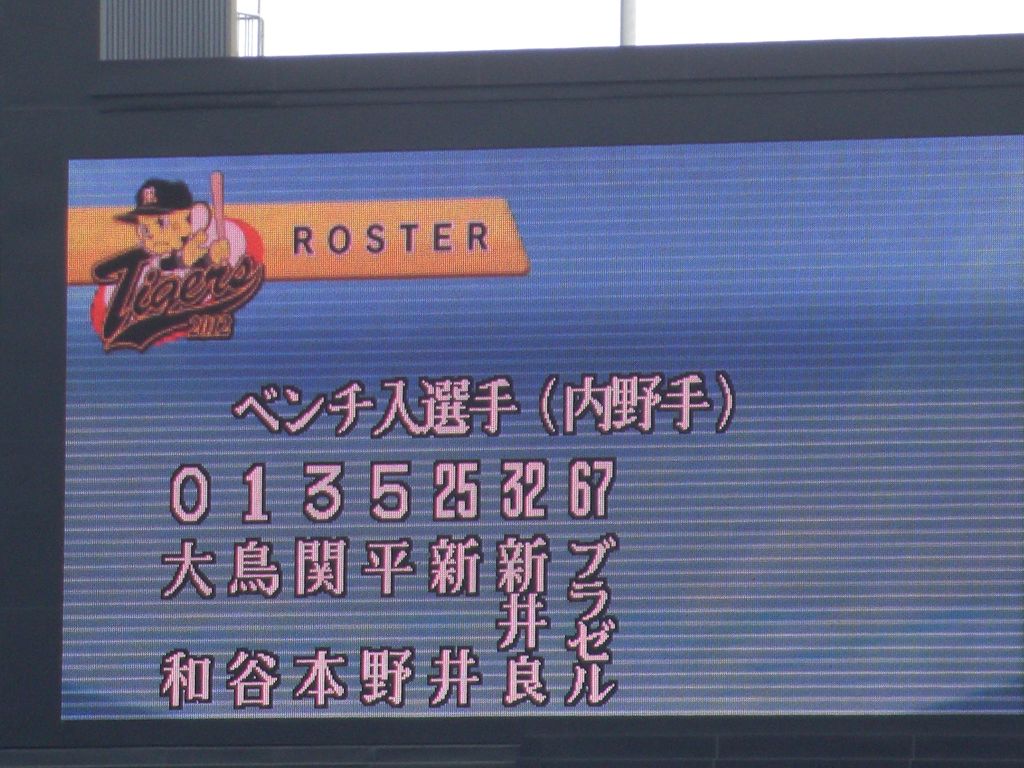 ROSTER
Tigers
2012
ベンチ入選手(内野手)
0 1 3 5 25 32 67
大和
鳥谷
関本
平野
新井
新井良
ブラゼル